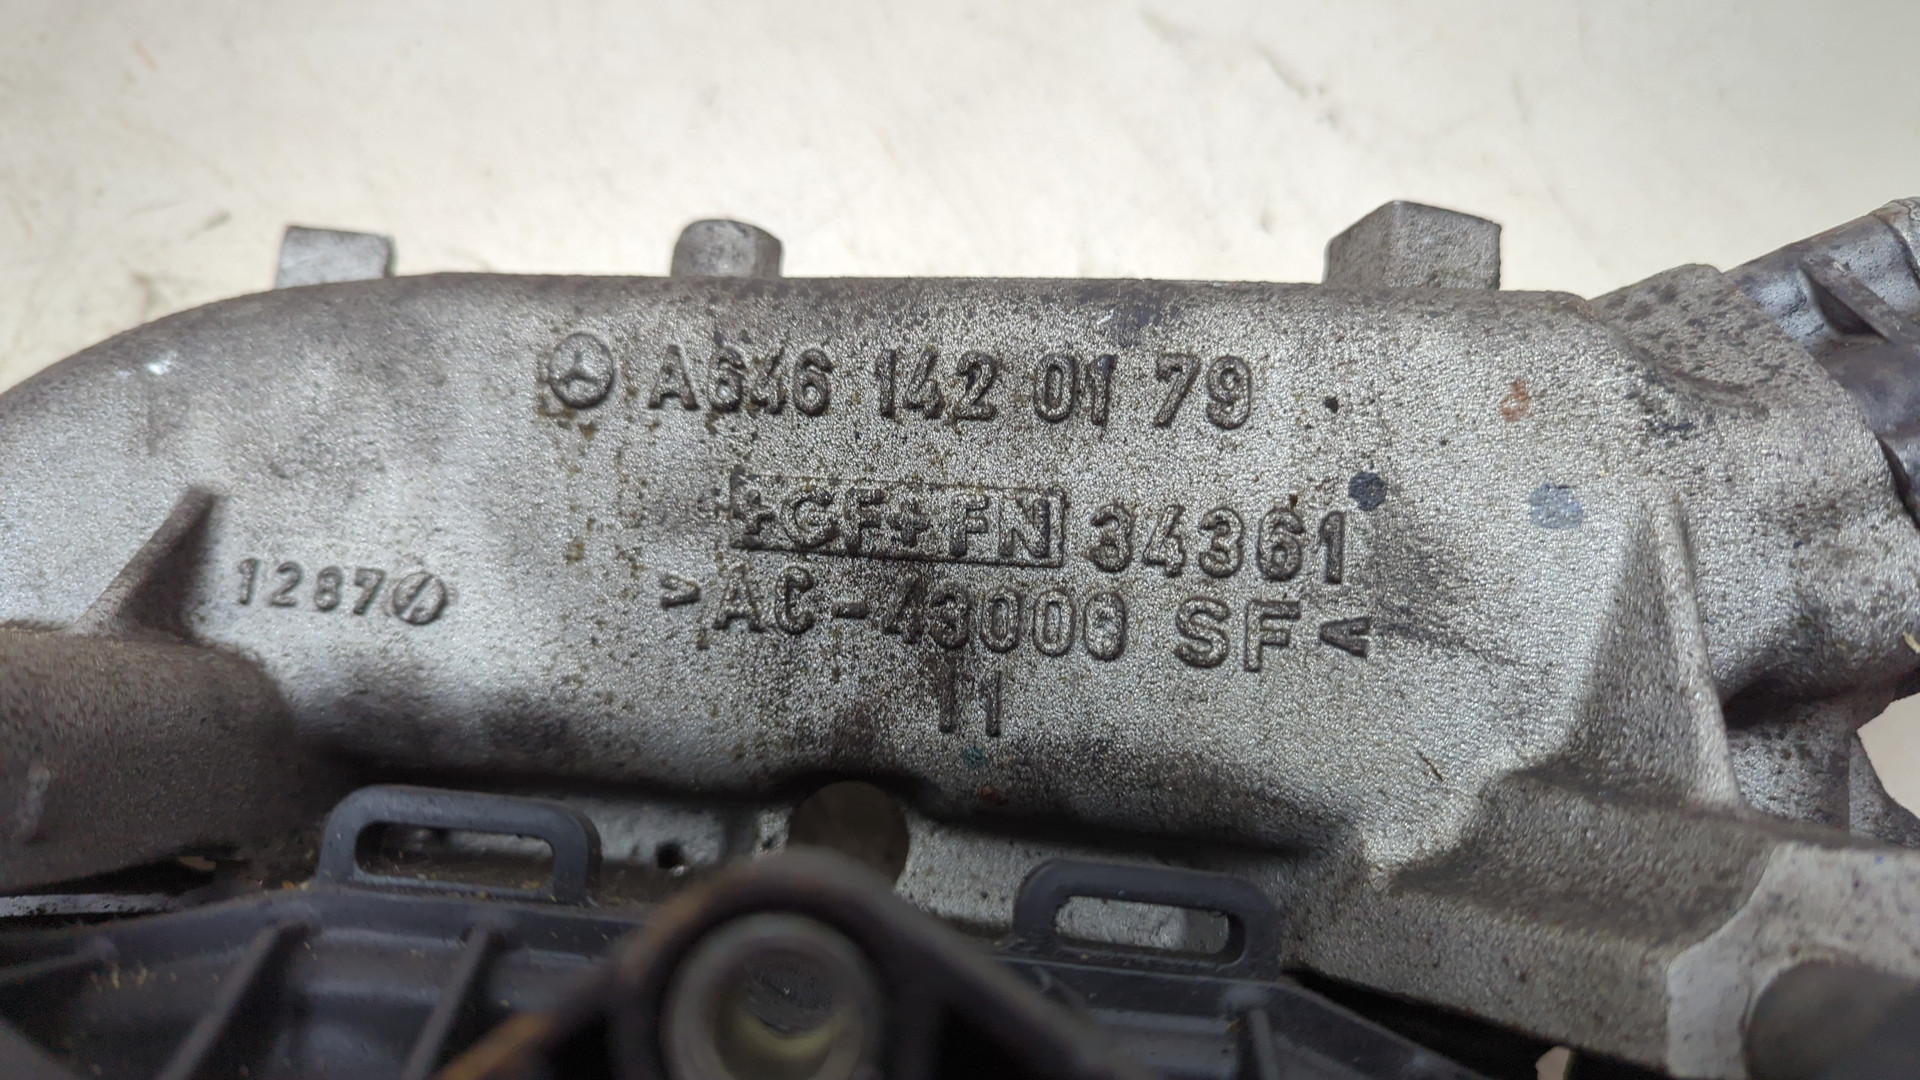 A646 142 01 79
+GF+ FN 34361
1287
>AC-43000 SF<
11